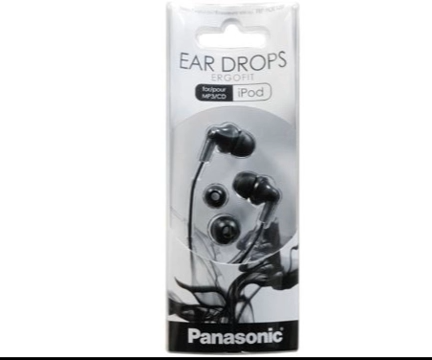 EAR DROPS
ERGOFIT
for/pour
MP3/CD
iPod
Panasonic